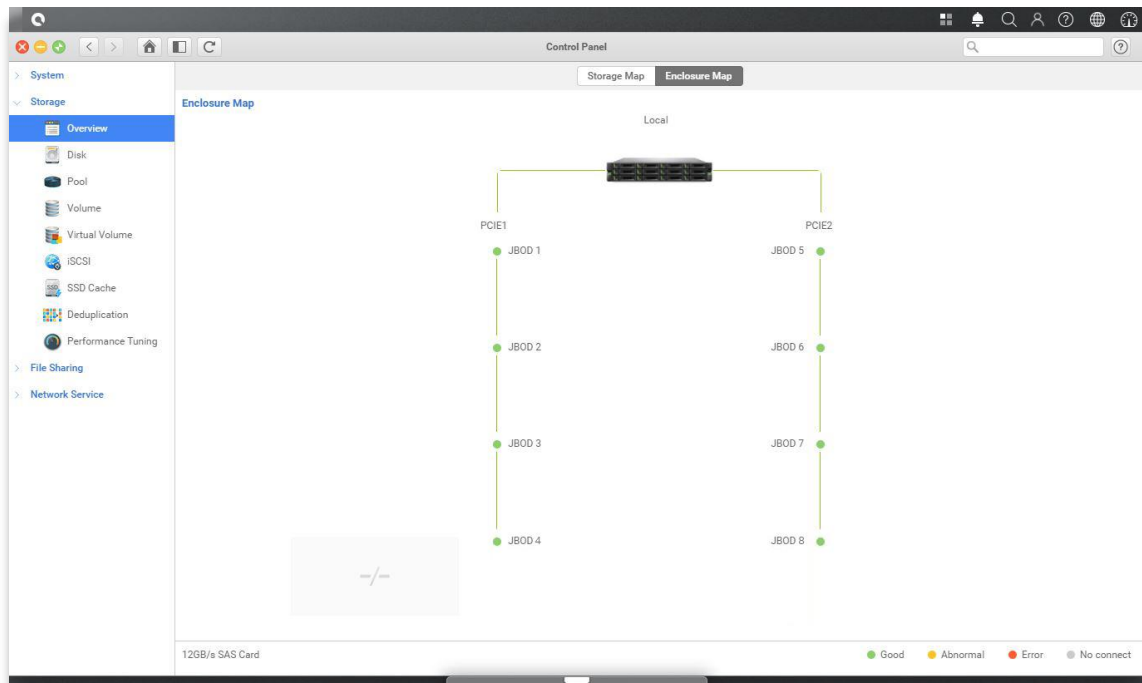 Control Panel
System
Storage
Overview
Disk
Pool
Volume
Virtual Volume
iSCSI
SSD Cache
Deduplication
Performance Tuning
File Sharing
Network Service
Storage Map Enclosure Map
Enclosure Map
Local
PCIE1 PCIE2
JBOD 1 JBOD 5
JBOD 2 JBOD 6
JBOD 3 JBOD 7
JBOD 4 JBOD 8
-/-
12GB/s SAS Card Good Abnormal Error No connect